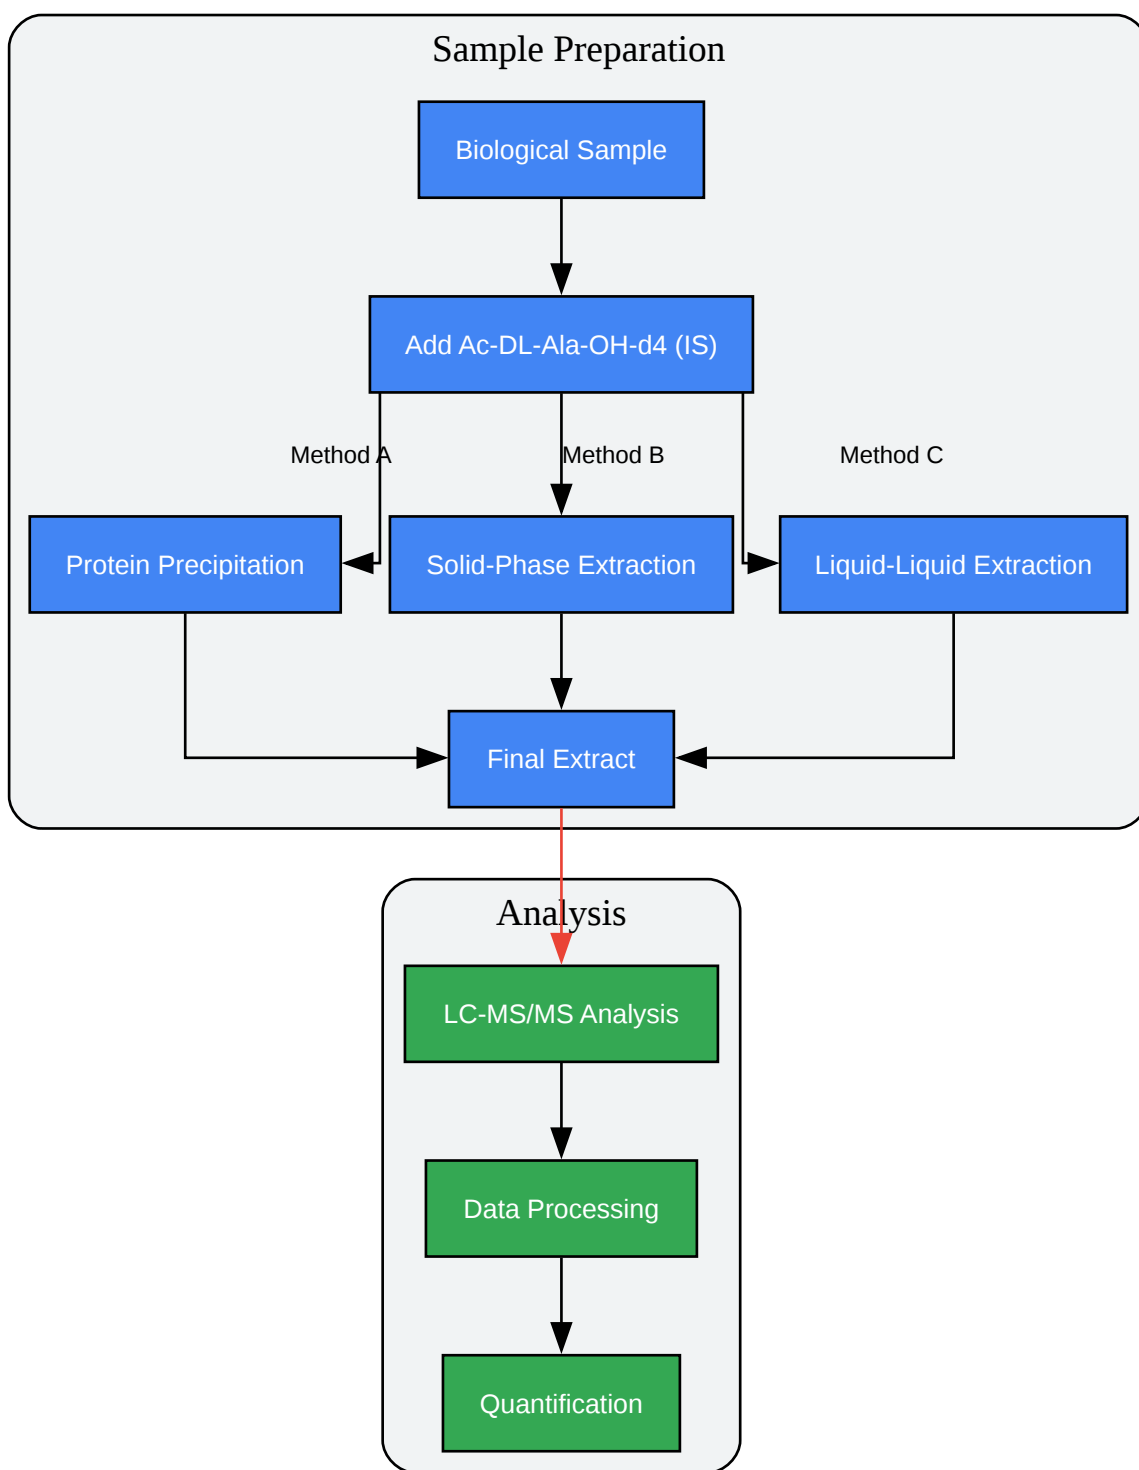 Sample Preparation
Biological Sample
Add Ac-DL-Ala-OH-d4 (IS)
Method A
Method B
Method C
Protein Precipitation
Solid-Phase Extraction
Liquid-Liquid Extraction
Final Extract
Analysis
LC-MS/MS Analysis
Data Processing
Quantification